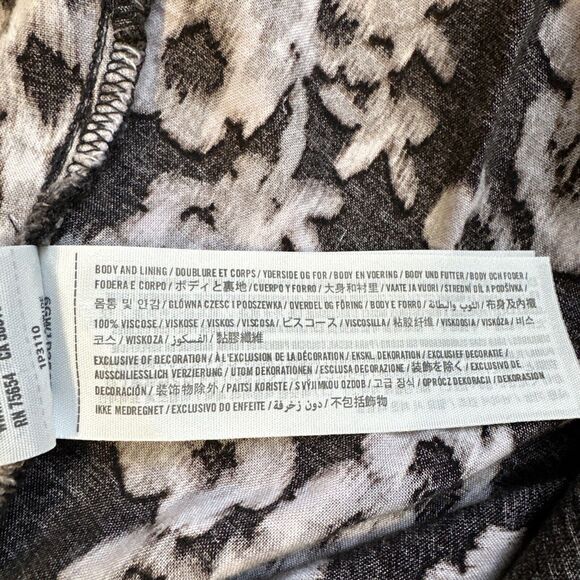 BODY AND LINING / DOUBLURE ET CORPS / YDERSIDE OG FOR / BODY EN VOERING / BODY UND FUTTER / BODY OCH FODER /
FODERA E CORPO / ボディと裏地 / CUERPO Y FORRO / 大身和衬里 / VAATE JA VUORI / STREDNÍ DÍL A PODŠÍVKA /
몸통 및 안감 / GŁÓWNA CZESC I PODSZEWKA / OVERDEL OG FÔRING / BODY E FORRO / الثوب والبطانة / 布身及內襯
100% VISCOSE / VISKOSE / VISKOS / VISCOSA / ビスコース / VISCOSILLA / 粘胶纤维 / VISKOOSIA / VISKÓZA / 비스
코스 / WISKOZA / الفسكوز / 黏膠纖維
EXCLUSIVE OF DECORATION / À L'EXCLUSION DE LA DÉCORATION / EKSKL. DEKORATION / EXCLUSIEF DECORATIE /
AUSSCHLIESSLICH VERZIERUNG / UTOM DEKORATIONEN / ESCLUSA DECORAZIONE / 装飾を除く / EXCLUSIVO DE
DECORACIÓN / 装饰物除外 / PAITSI KORISTE / S VÝJIMKOU OZDOB / 고급 장식 / OPRÓCZ DEKORACJI / DEKORASJON
IKKE MEDREGNET / EXCLUSIVO DO ENFEITE / دون زخرفة / 不包括飾物
RN 75654